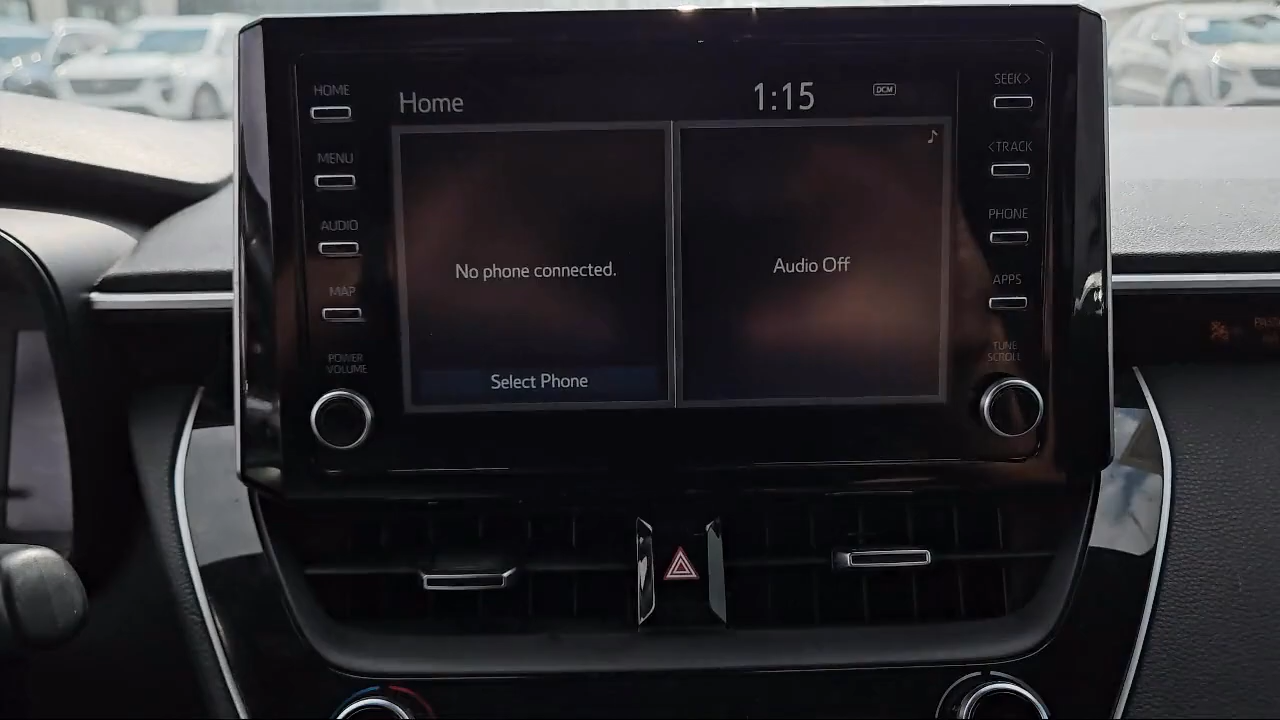 HOME
MENU
AUDIO
MAP
POWER
VOLUME
Home
1:15
DCM
No phone connected.
Select Phone
Audio Off
SEEK>
<TRACK
PHONE
APPS
TUNE
SCROLL